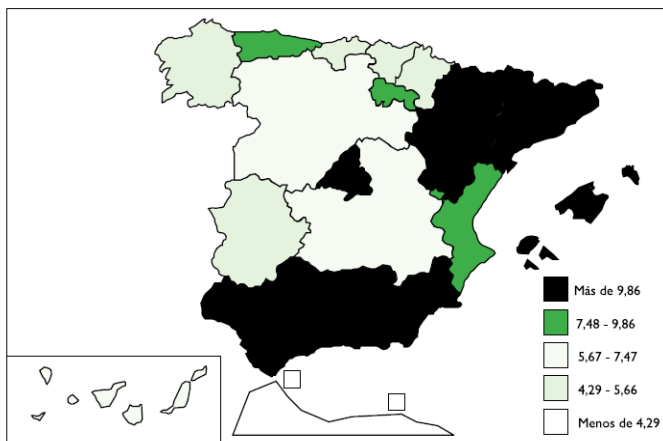 Más de 9,86
7,48 - 9,86
5,67 - 7,47
4,29 - 5,66
Menos de 4,29